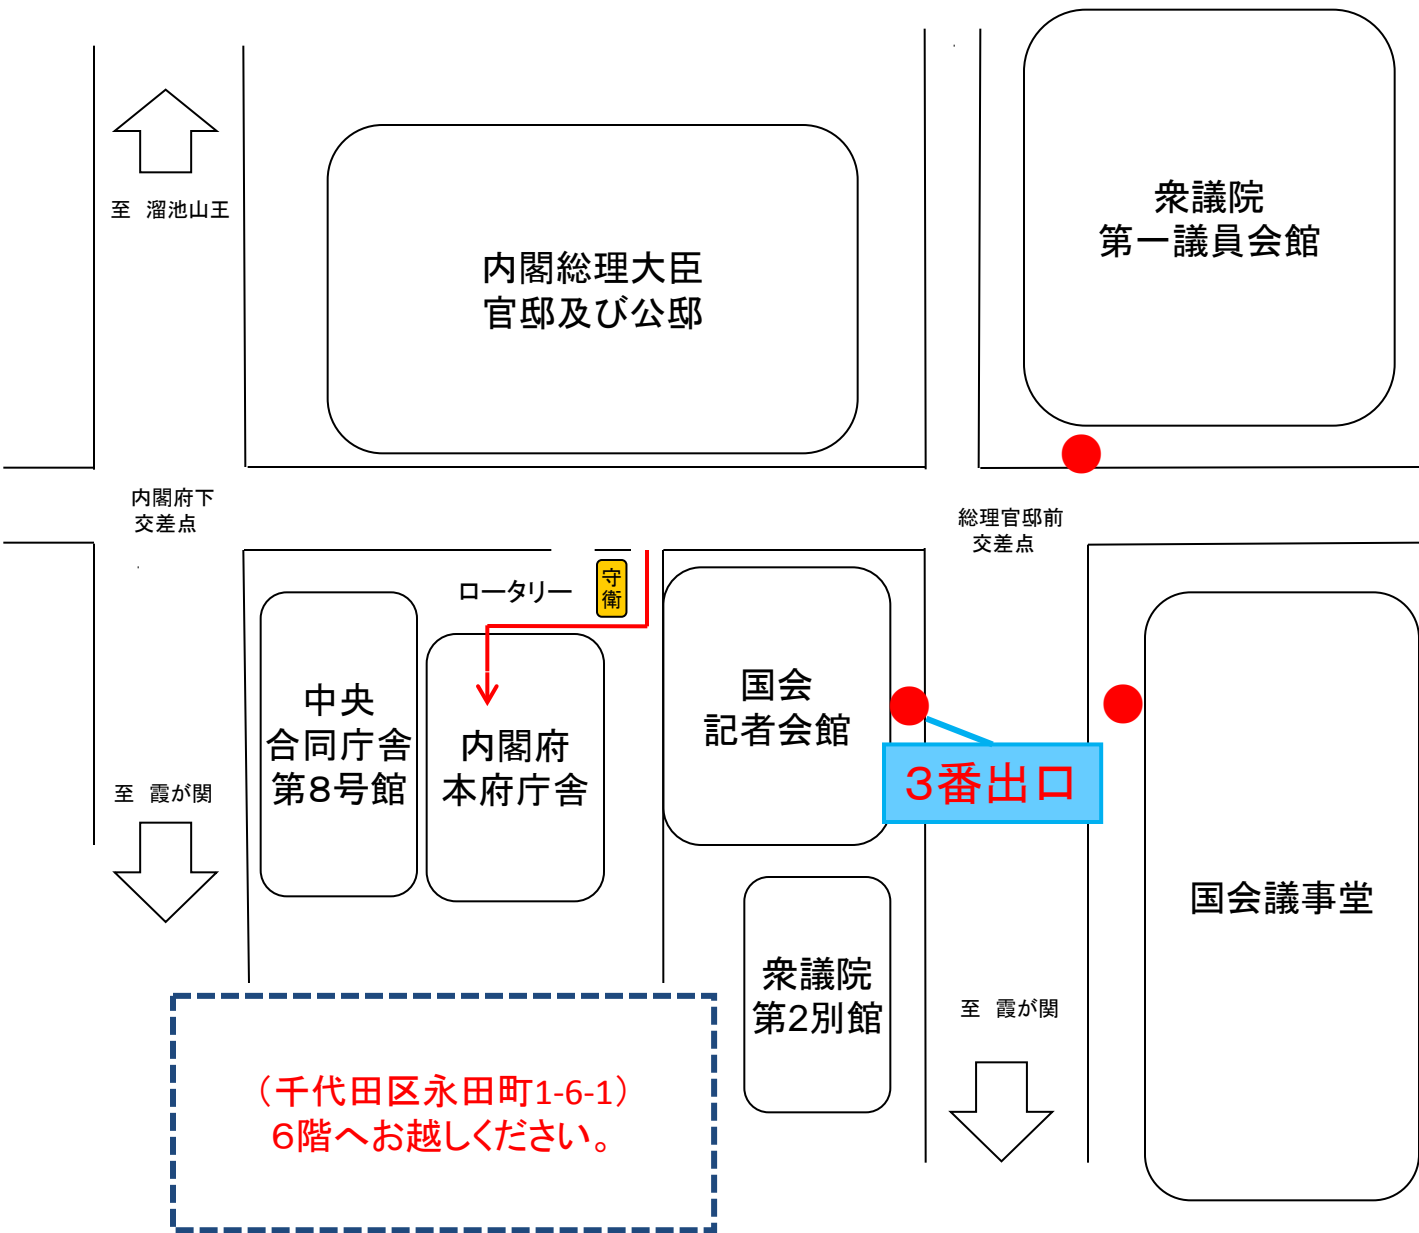 衆議院
第一議員会館
至　溜池山王
内閣総理大臣
官邸及び公邸
内閣府下
交差点
総理官邸前
交差点
ロータリー
守
衛
中央
合同庁舎
第８号館
内閣府
本府庁舎
国会
記者会館
３番出口
至　霞が関
国会議事堂
衆議院
第２別館
至　霞が関
（千代田区永田町1-6-1）
６階へお越しください。